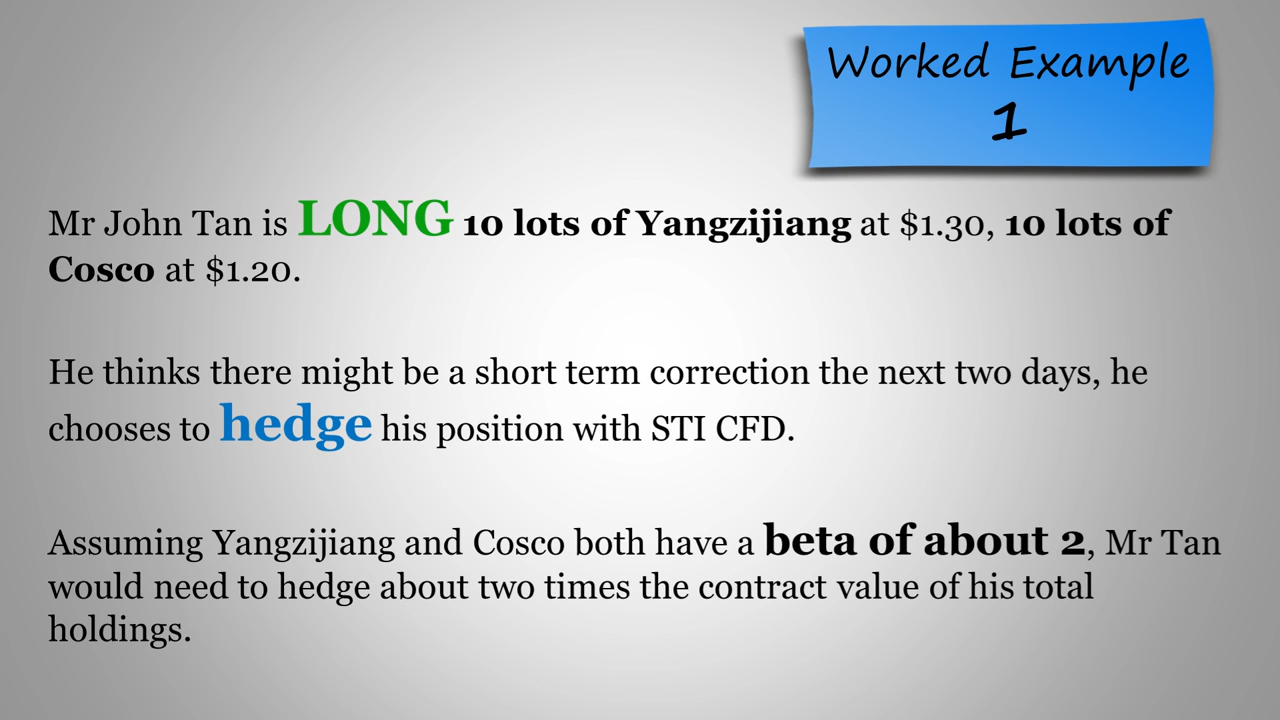 Worked Example
1
Mr John Tan is LONG 10 lots of Yangzijiang at $1.30, 10 lots of
Cosco at $1.20.
He thinks there might be a short term correction the next two days, he
chooses to hedge his position with STI CFD.
Assuming Yangzijiang and Cosco both have a beta of about 2, Mr Tan
would need to hedge about two times the contract value of his total
holdings.